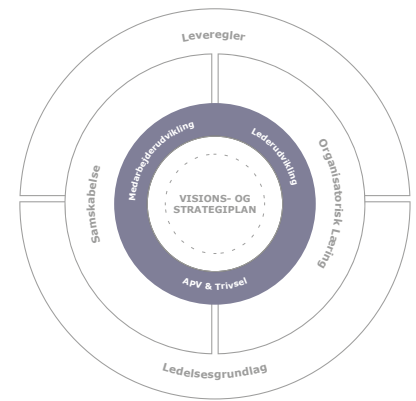 Leveregler
Samskabelse
Medarbejderudvikling
Lederudvikling
Organisatorisk Læring
VISIONS- OG
STRATEGIPLAN
APV & Trivsel
Ledelsesgrundlag